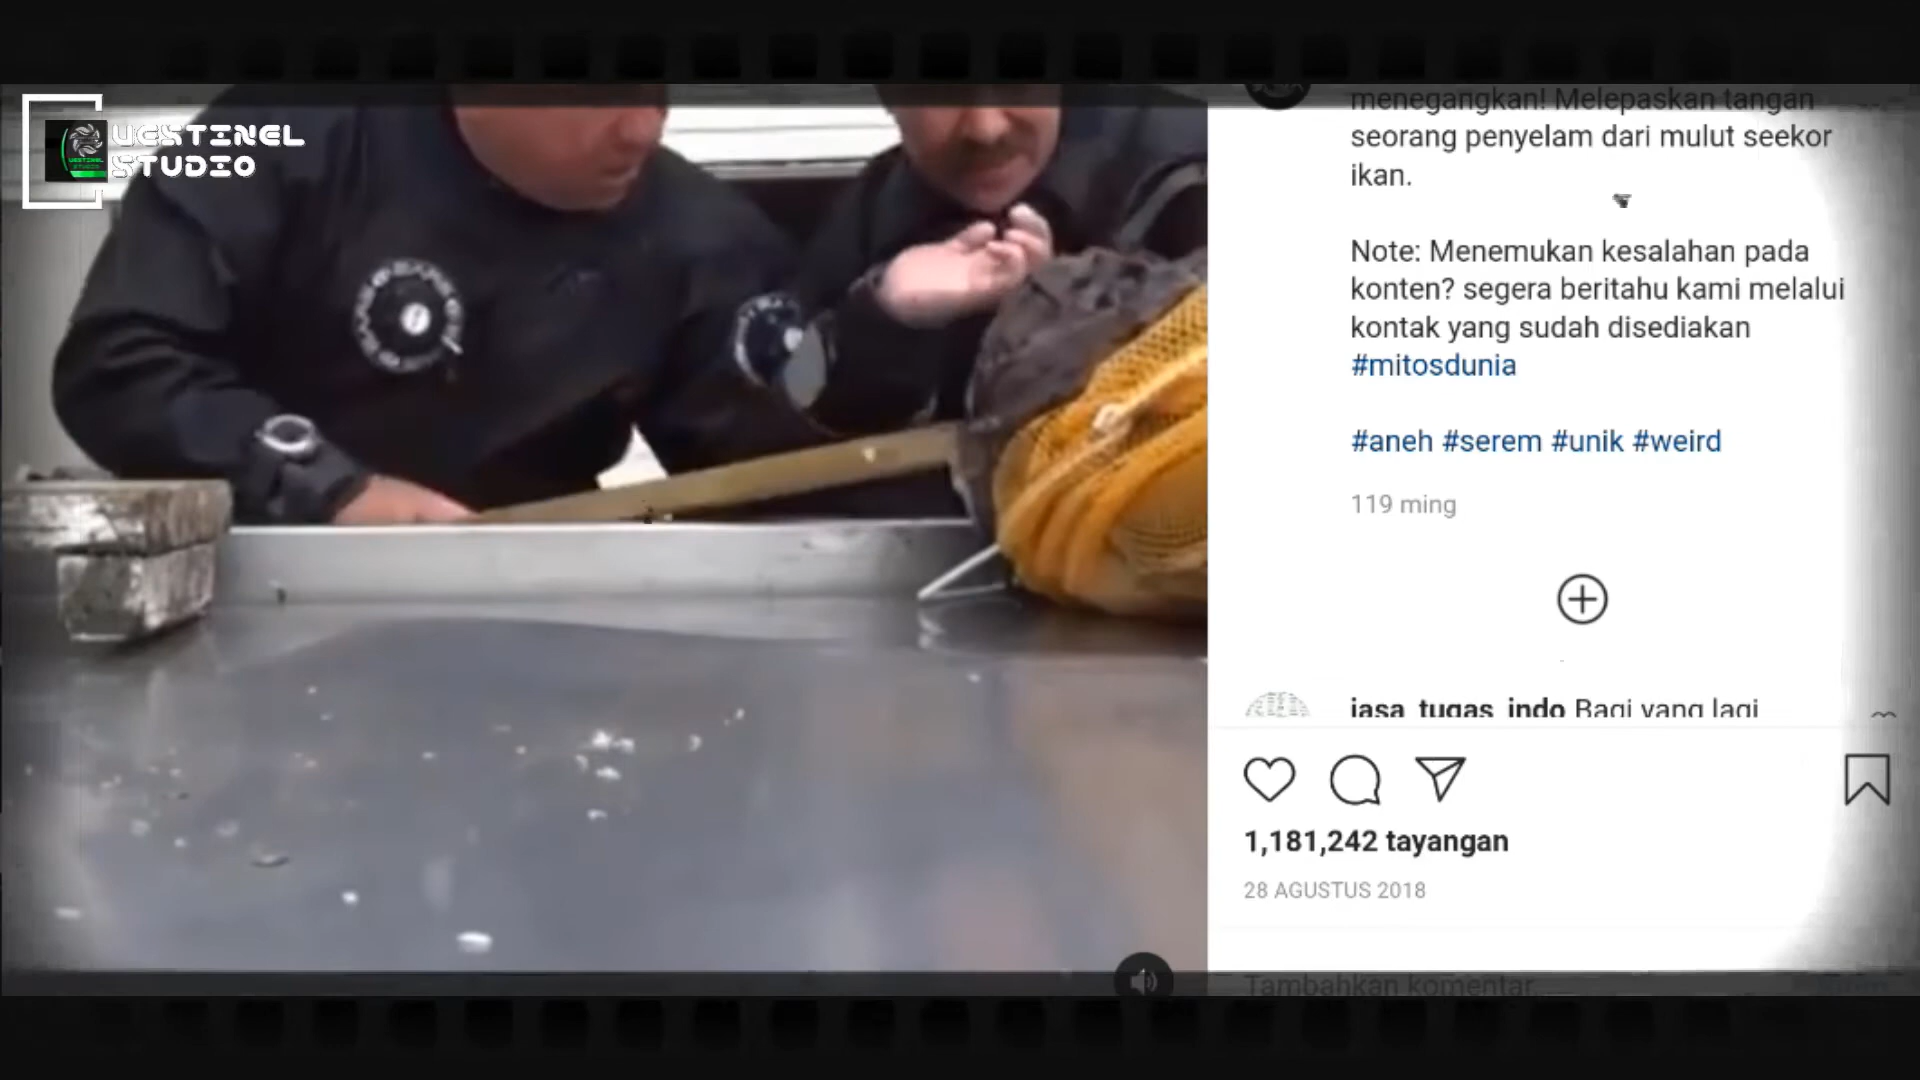 VESTINEL
STUDIO
menegangkan! Melepaskan tangan
seorang penyelam dari mulut seekor
ikan.
Note: Menemukan kesalahan pada
konten? segera beritahu kami melalui
kontak yang sudah disediakan
#mitosdunia
#aneh #serem #unik #weird
119 ming
jasa_tugas_indo Bagi yang lagi
1,181,242 tayangan
28 AGUSTUS 2018
Tambahkan komentar